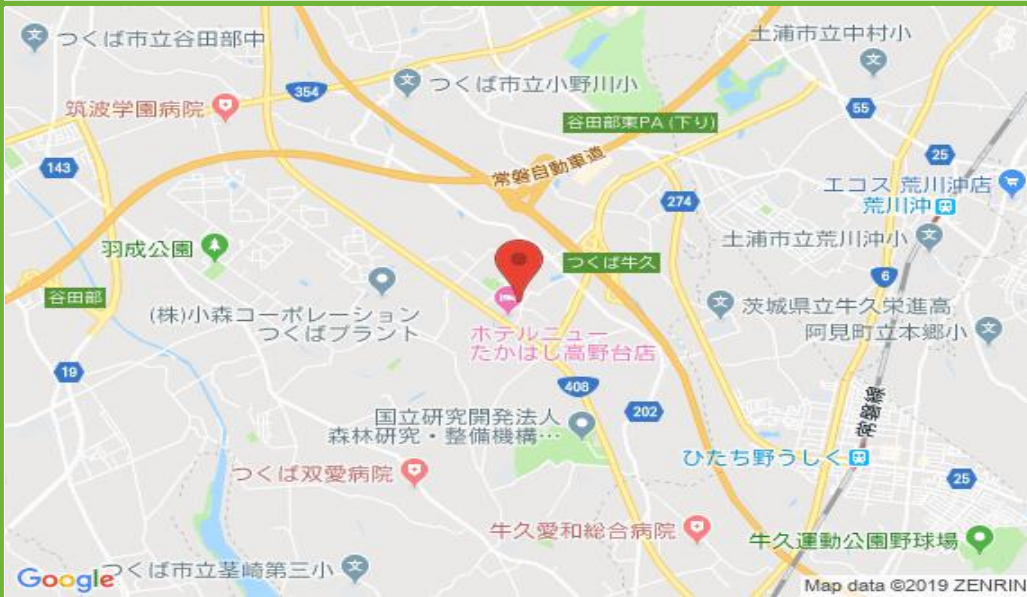 つくば市立谷田部中
土浦市立中村小
354
つくば市立小野川小
筑波学園病院
55
谷田部東PA (下り)
143
25
常磐自動車道
エコス 荒川沖店
荒川沖
274
羽成公園
土浦市立荒川沖小
つくば牛久
6
谷田部
(株)小森コーポレーション
つくばプラント
茨城県立牛久栄進高
ホテルニュー
たかはし高野台店
阿見町立本郷小
19
408
202
常磐線
国立研究開発法人
森林研究・整備機構…
ひたち野うしく
つくば双愛病院
25
牛久愛和総合病院
牛久運動公園野球場
つくば市立茎崎第三小
Google
Map data ©2019 ZENRIN